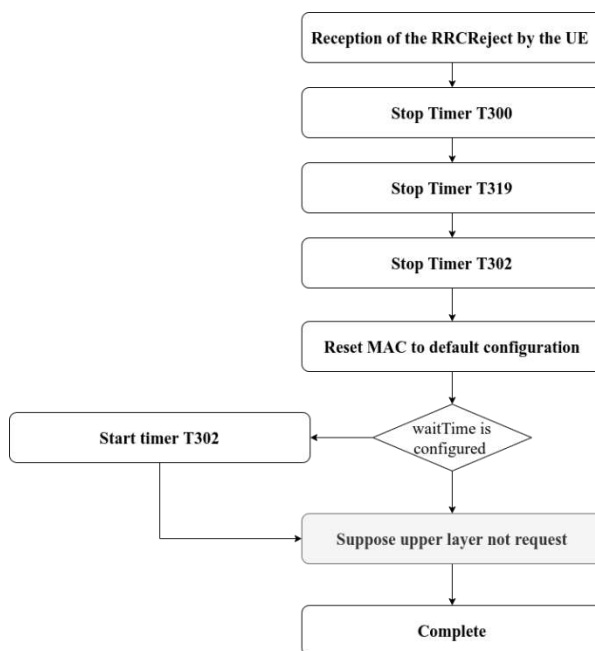 Reception of the RRCReject by the UE
Stop Timer T300
Stop Timer T319
Stop Timer T302
Reset MAC to default configuration
waitTime is
configured
Start timer T302
Suppose upper layer not request
Complete